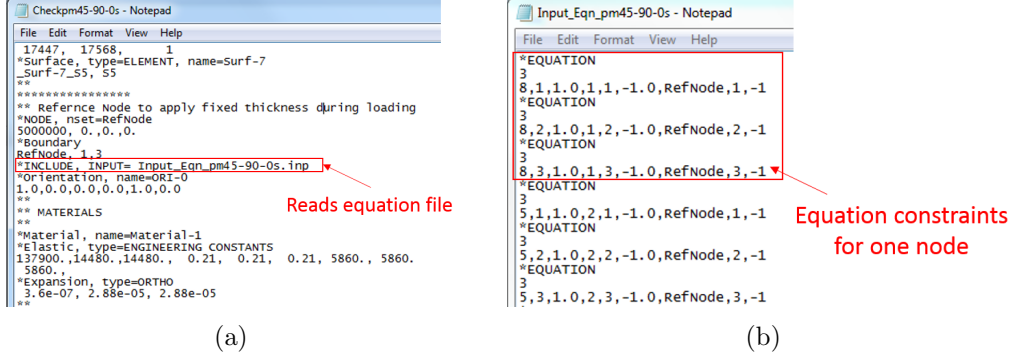 Checkpm45-90-0s - Notepad
File Edit Format View Help
17447, 17568, 1
*Surface, type=ELEMENT, name=Surf-7
_Surf-7_S5, S5
**
****************
** Refernce Node to apply fixed thickness during loading
*NODE, nset=RefNode
5000000, 0.,0.,0.
*Boundary
RefNode, 1,3
*INCLUDE, INPUT= Input_Eqn_pm45-90-0s.inp
*Orientation, name=ORI-0
1.0,0.0,0.0,0.0,1.0,0.0
**
** MATERIALS
**
*Material, name=Material-1
*Elastic, type=ENGINEERING CONSTANTS
137900.,14480.,14480., 0.21, 0.21, 0.21, 5860., 5860.
5860.,
*Expansion, type=ORTHO
3.6e-07, 2.88e-05, 2.88e-05
**
Reads equation file
(a)
Input_Eqn_pm45-90-0s - Notepad
File Edit Format View Help
*EQUATION
3
8,1,1.0,1,1,-1.0,RefNode,1,-1
*EQUATION
3
8,2,1.0,1,2,-1.0,RefNode,2,-1
*EQUATION
3
8,3,1.0,1,3,-1.0,RefNode,3,-1
*EQUATION
3
5,1,1.0,2,1,-1.0,RefNode,1,-1
*EQUATION
3
5,2,1.0,2,2,-1.0,RefNode,2,-1
*EQUATION
3
5,3,1.0,2,3,-1.0,RefNode,3,-1
Equation constraints
for one node
(b)